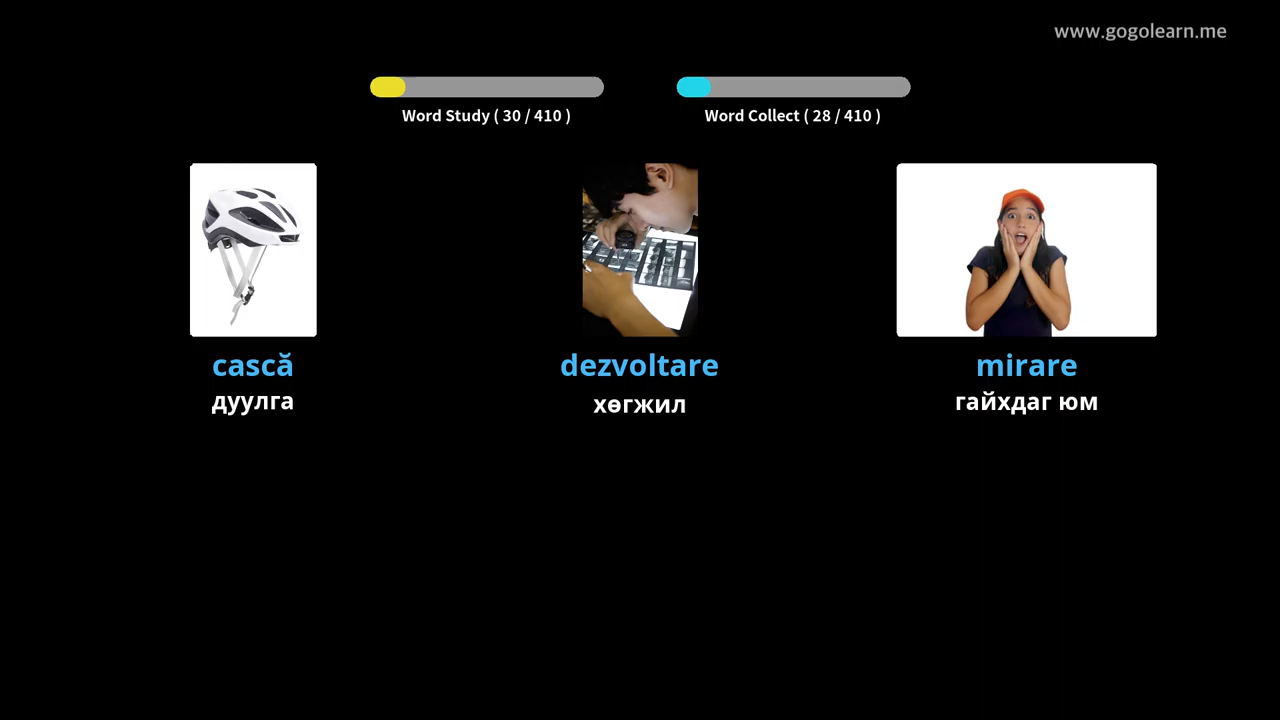 www.gogolearn.me
Word Study ( 30 / 410 )
Word Collect ( 28 / 410 )
cască
дуулга
dezvoltare
хөгжил
mirare
гайхдаг юм